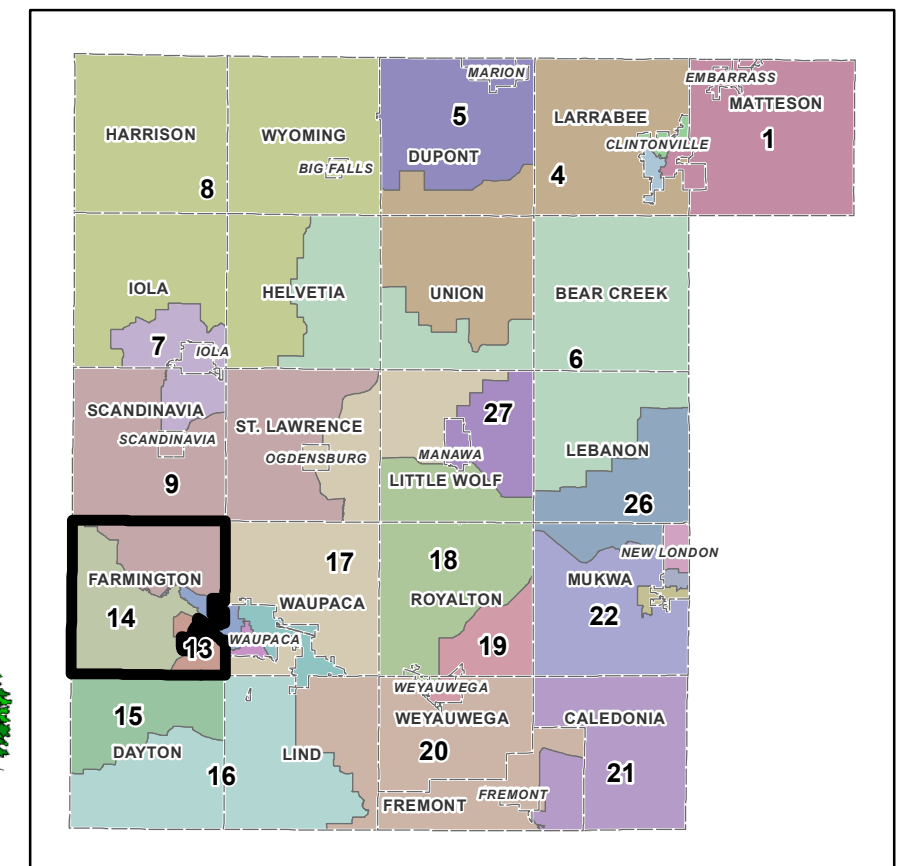 MARION
EMBARRASS
MATTESON
5
LARRABEE
1
HARRISON
WYOMING
CLINTONVILLE
DUPONT
BIG FALLS
4
8
IOLA
HELVETIA
UNION
BEAR CREEK
7
IOLA
6
SCANDINAVIA
27
ST. LAWRENCE
SCANDINAVIA
MANAWA
LEBANON
OGDENSBURG
LITTLE WOLF
9
26
NEW LONDON
17
18
FARMINGTON
MUKWA
WAUPACA
ROYALTON
14
22
WAUPACA
13
19
WEYAUWEGA
15
WEYAUWEGA
CALEDONIA
DAYTON
LIND
20
16
21
FREMONT
FREMONT